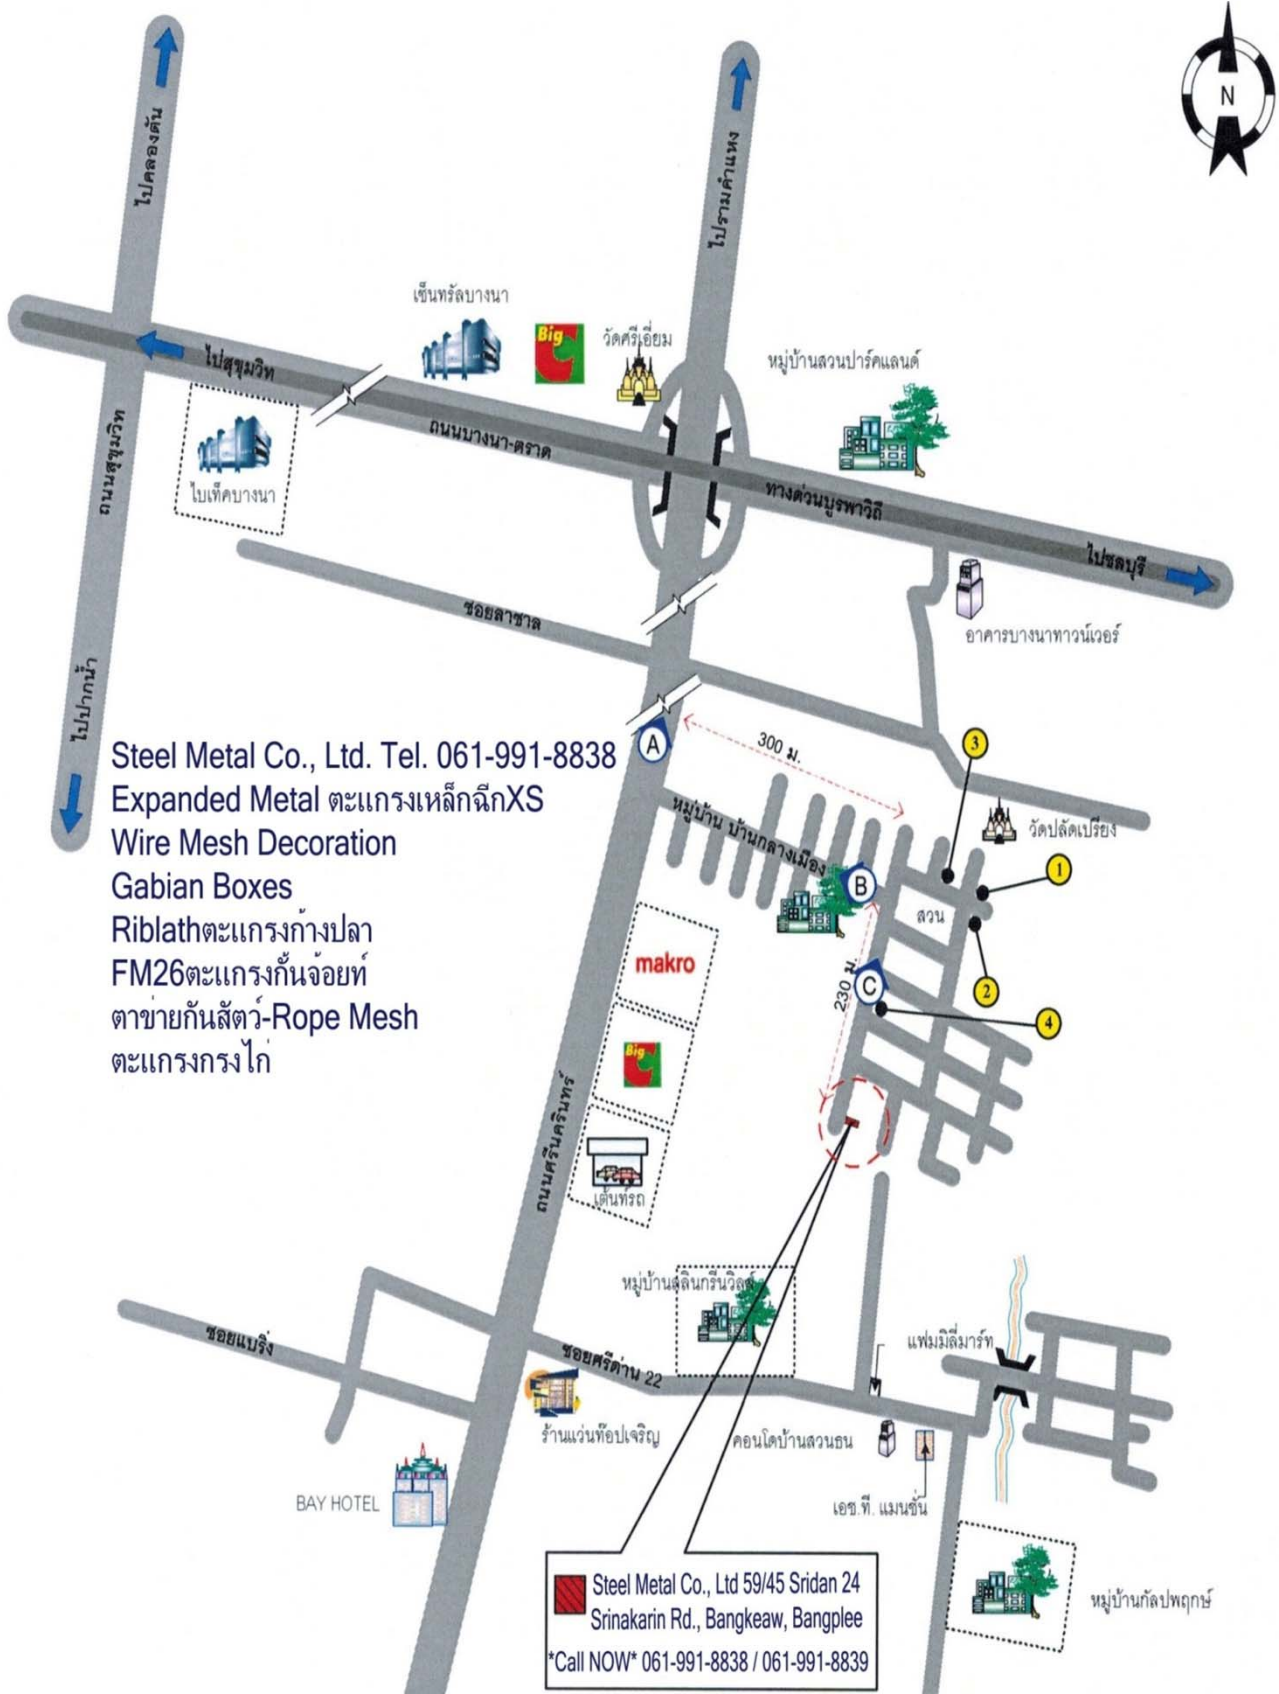 N
ไปคลองตัน
ไปรามคำแหง
เซ็นทรัลบางนา
Big C
วัดศรีเอี่ยม
หมู่บ้านสวนปาร์คแลนด์
ไปสุขุมวิท
ถนนบางนา-ตราด
ทางด่วนบูรพาวิถี
ไปชลบุรี
ถนนสุขุมวิท
ไบเท็คบางนา
ซอยลาซาล
อาคารบางนาทาวน์เวอร์
ไปปากน้ำ
Steel Metal Co., Ltd. Tel. 061-991-8838
Expanded Metal ตะแกรงเหล็กฉีกXS
Wire Mesh Decoration
Gabian Boxes
Riblathตะแกรงก้างปลา
FM26ตะแกรงกั้นจ้อยท์
ตาข่ายกันสัตว์-Rope Mesh
ตะแกรงกรงไก่
A
300 ม.
3
หมู่บ้าน บ้านกลางเมือง
วัดปลัดเปรียง
1
B
สวน
2
makro
230 ม.
C
4
Big C
ถนนศรีนครินทร์
เต็นท์รถ
หมู่บ้านสลินกรีนวิลล์
ซอยแบริ่ง
ซอยศรีด่าน 22
แฟมมิลี่มาร์ท
ร้านแว่นท๊อปเจริญ
คอนโดบ้านสวนธน
BAY HOTEL
เอช.ที. แมนชั่น
หมู่บ้านกัลปพฤกษ์
Steel Metal Co., Ltd 59/45 Sridan 24
Srinakarin Rd., Bangkeaw, Bangplee
*Call NOW* 061-991-8838 / 061-991-8839